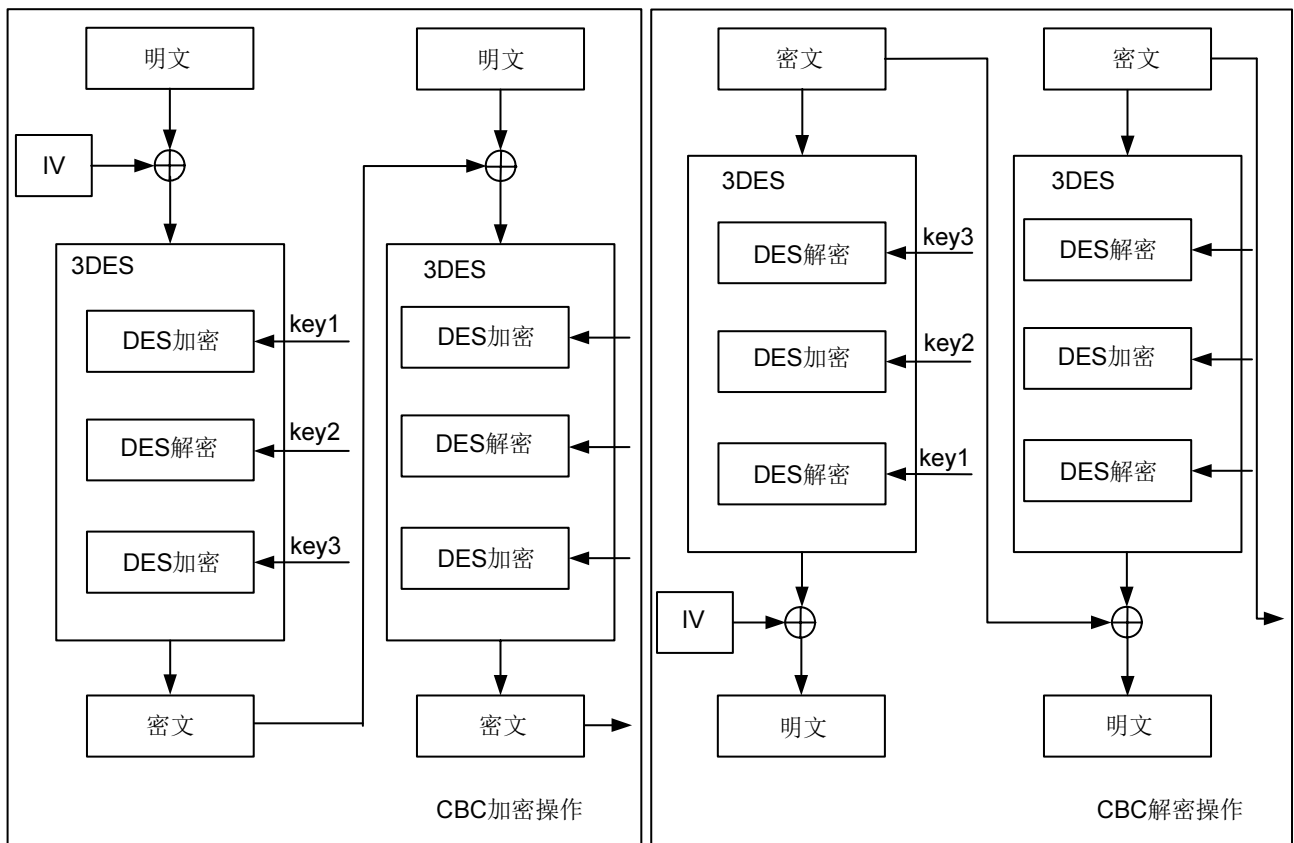 明文
明文
IV
3DES
3DES
DES加密
key1
DES加密
DES解密
key2
DES解密
DES加密
key3
DES加密
密文
密文
CBC加密操作
密文
密文
3DES
3DES
DES解密
key3
DES解密
DES加密
key2
DES加密
DES解密
key1
DES解密
IV
明文
明文
CBC解密操作